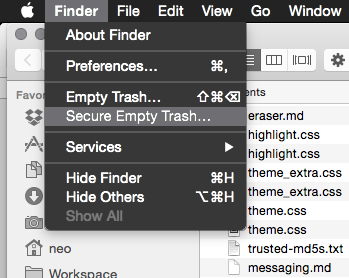 Finder File Edit View Go Window
About Finder
Preferences... ⌘,
Empty Trash... ⇧⌘⌫
Secure Empty Trash...
Services ▶
Hide Finder ⌘H
Hide Others ⌥⌘H
Show All
Favor
neo
Workspace
ents
eraser.md
highlight.css
highlight.css
theme_extra.css
theme_extra.css
theme.css
theme.css
trusted-md5s.txt
messaging.md